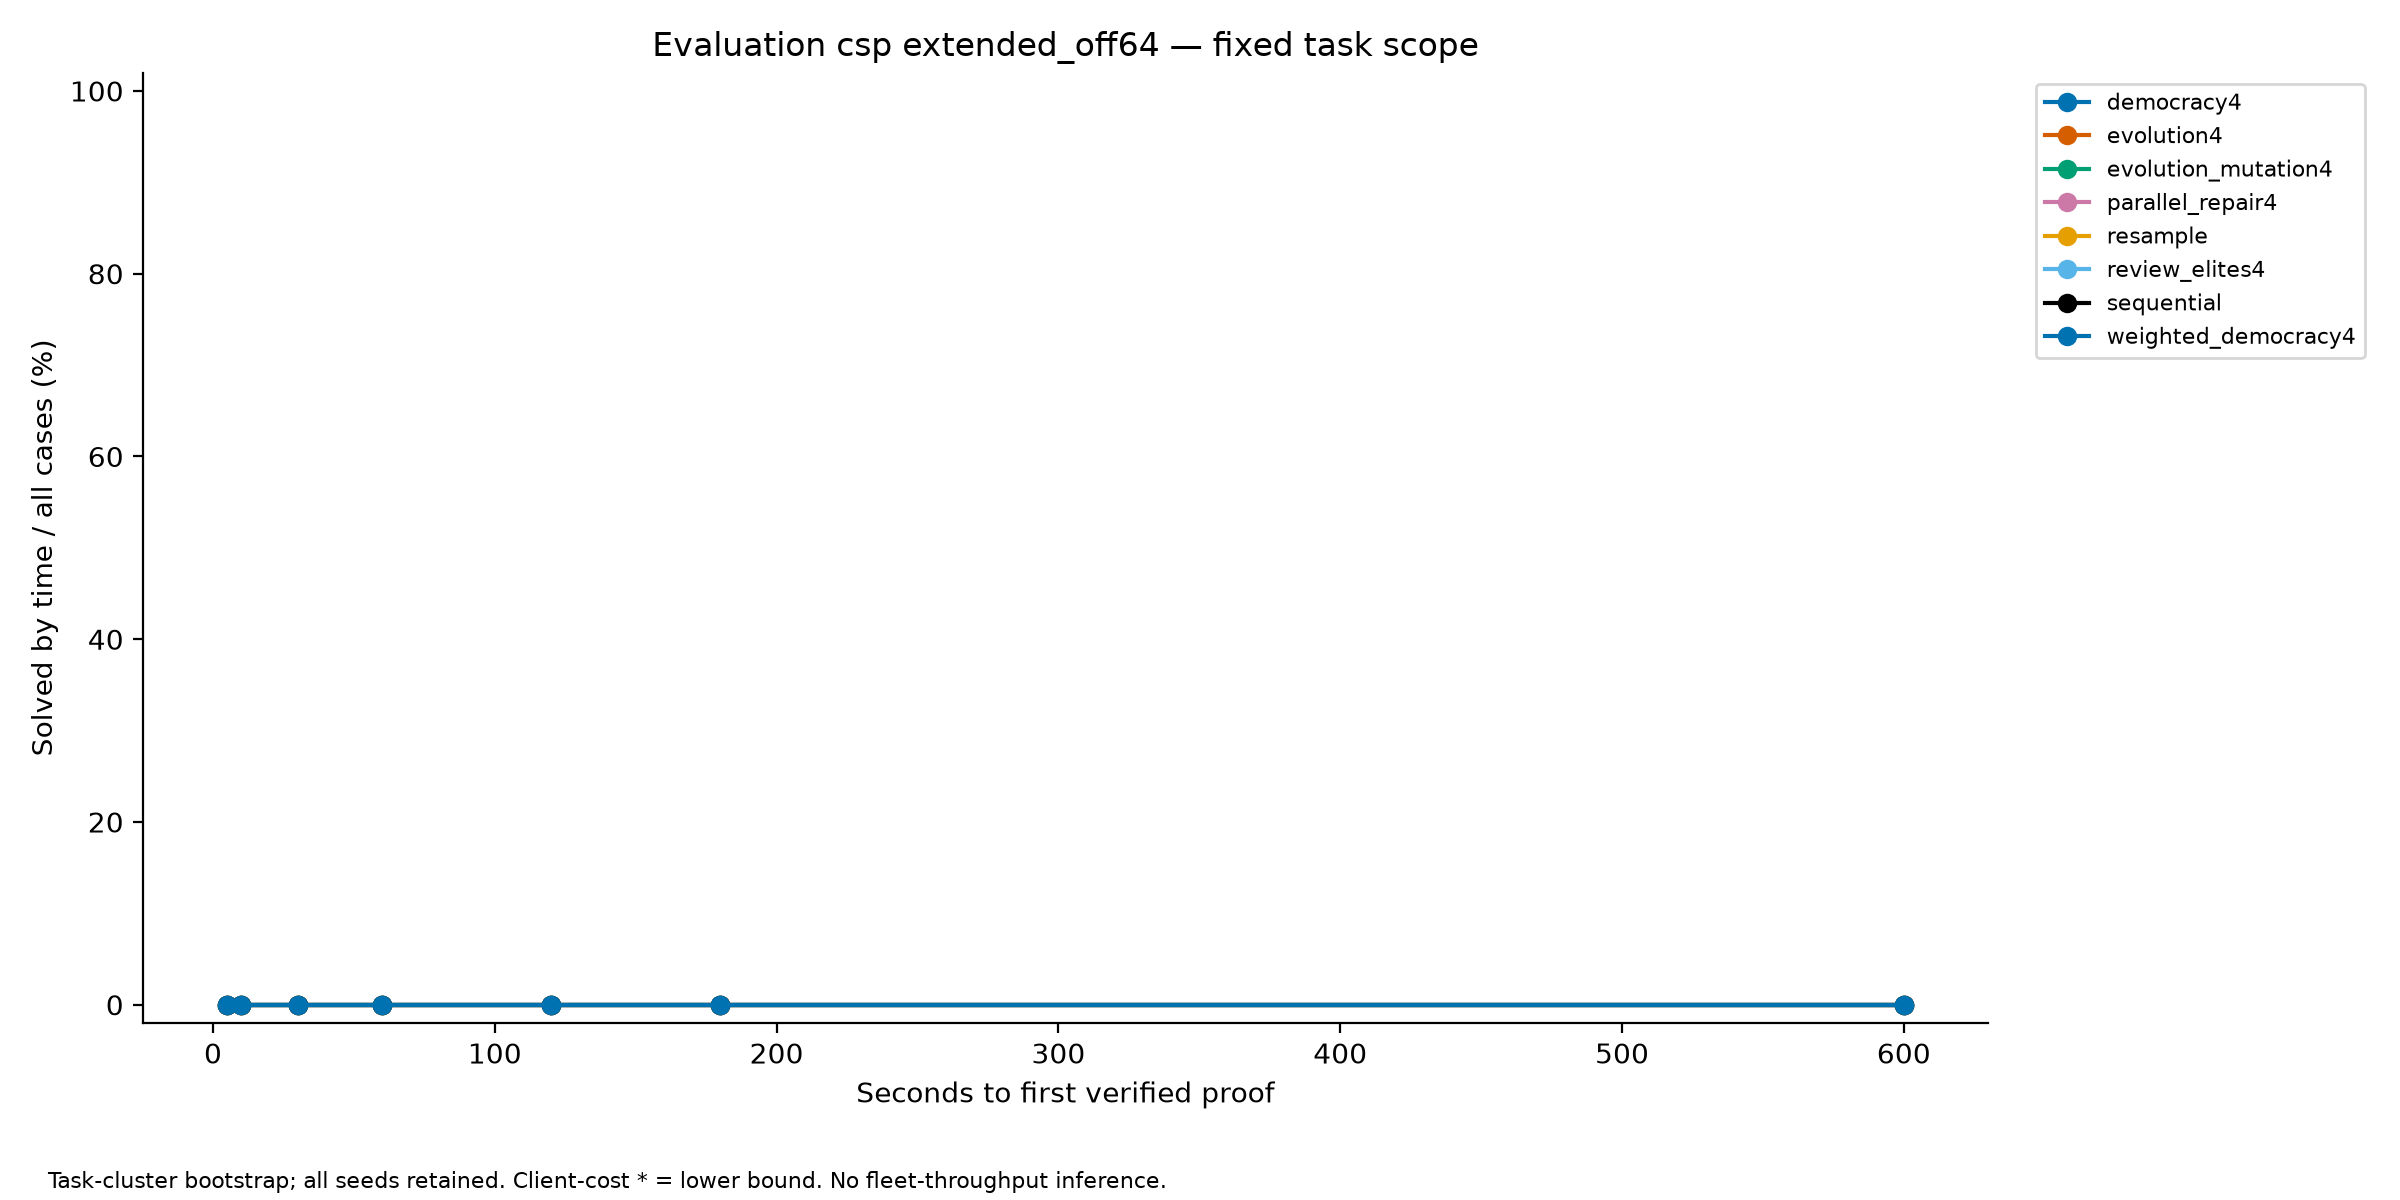 Evaluation csp extended_off64 — fixed task scope
100
80
60
40
20
0
Solved by time / all cases (%)
0 100 200 300 400 500 600
Seconds to first verified proof
democracy4
evolution4
evolution_mutation4
parallel_repair4
resample
review_elites4
sequential
weighted_democracy4
Task-cluster bootstrap; all seeds retained. Client-cost * = lower bound. No fleet-throughput inference.